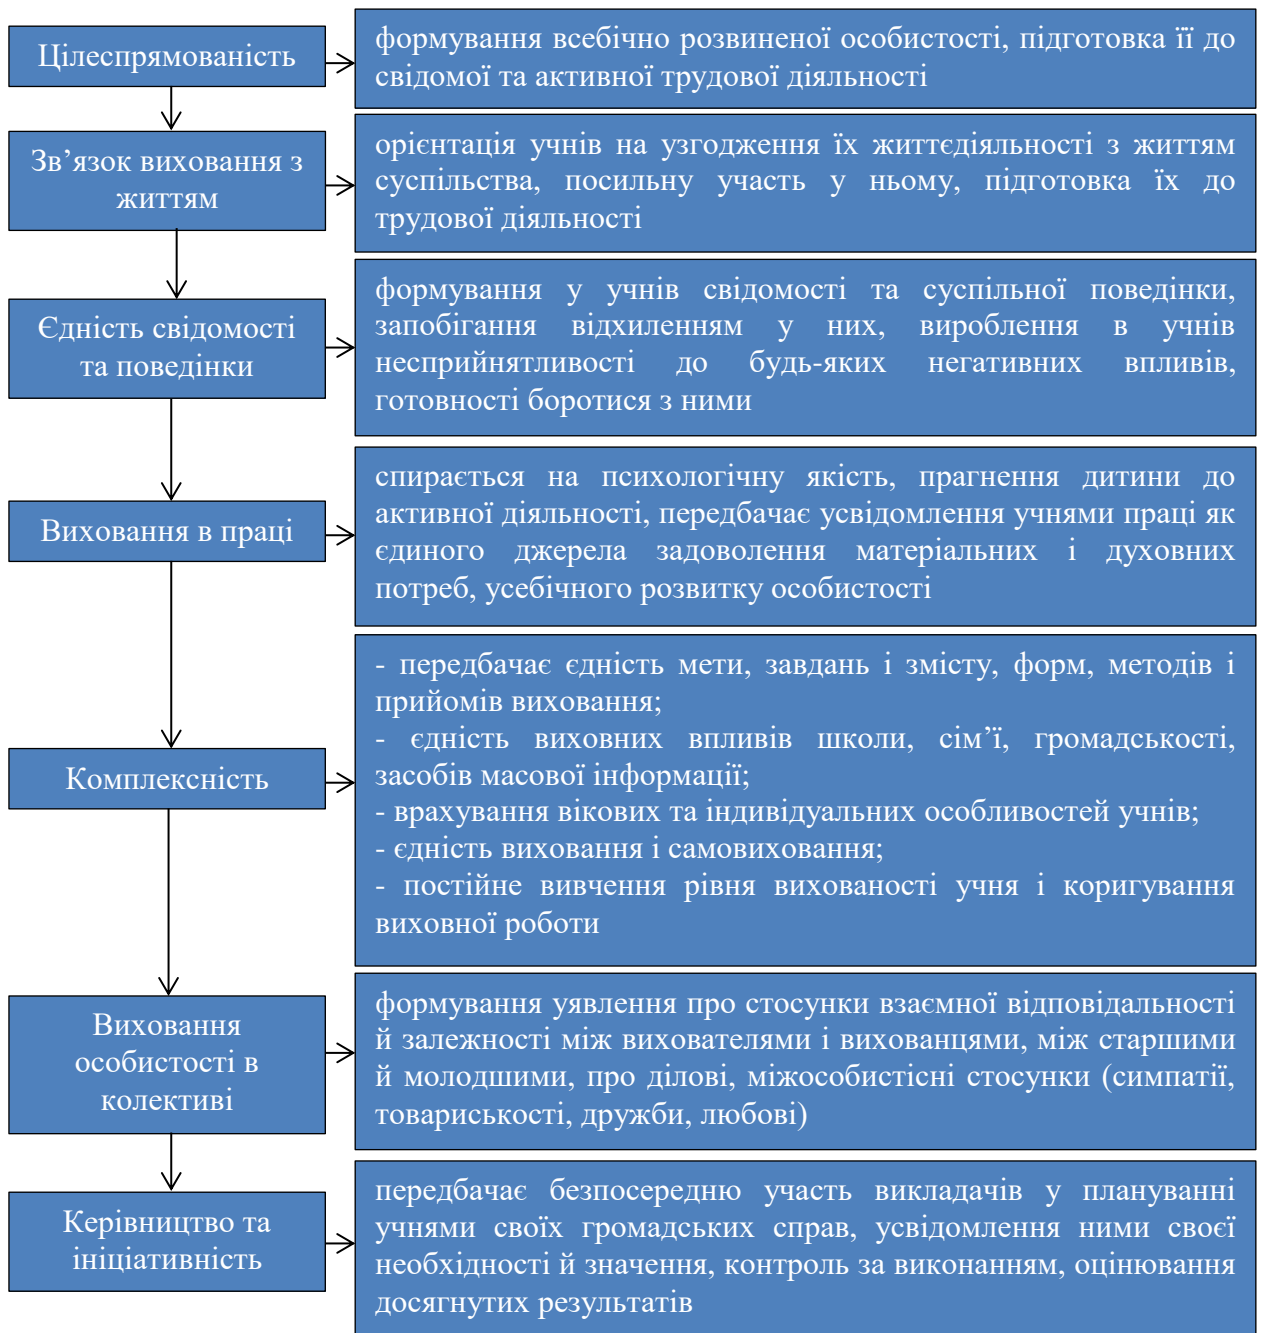 Цілеспрямованість
формування всебічно розвиненої особистості, підготовка її до
свідомої та активної трудової діяльності
Зв’язок виховання з
життям
орієнтація учнів на узгодження їх життєдіяльності з життям
суспільства, посильну участь у ньому, підготовка їх до
трудової діяльності
Єдність свідомості
та поведінки
формування у учнів свідомості та суспільної поведінки,
запобігання відхиленням у них, вироблення в учнів
несприйнятливості до будь-яких негативних впливів,
готовності боротися з ними
Виховання в праці
спирається на психологічну якість, прагнення дитини до
активної діяльності, передбачає усвідомлення учнями праці як
єдиного джерела задоволення матеріальних і духовних
потреб, усебічного розвитку особистості
Комплексність
- передбачає єдність мети, завдань і змісту, форм, методів і
прийомів виховання;
- єдність виховних впливів школи, сім’ї, громадськості,
засобів масової інформації;
- врахування вікових та індивідуальних особливостей учнів;
- єдність виховання і самовиховання;
- постійне вивчення рівня вихованості учня і коригування
виховної роботи
Виховання
особистості в
колективі
формування уявлення про стосунки взаємної відповідальності
й залежності між вихователями і вихованцями, між старшими
й молодшими, про ділові, міжособистісні стосунки (симпатії,
товариськості, дружби, любові)
Керівництво та
ініціативність
передбачає безпосередню участь викладачів у плануванні
учнями своїх громадських справ, усвідомлення ними своєї
необхідності й значення, контроль за виконанням, оцінювання
досягнутих результатів